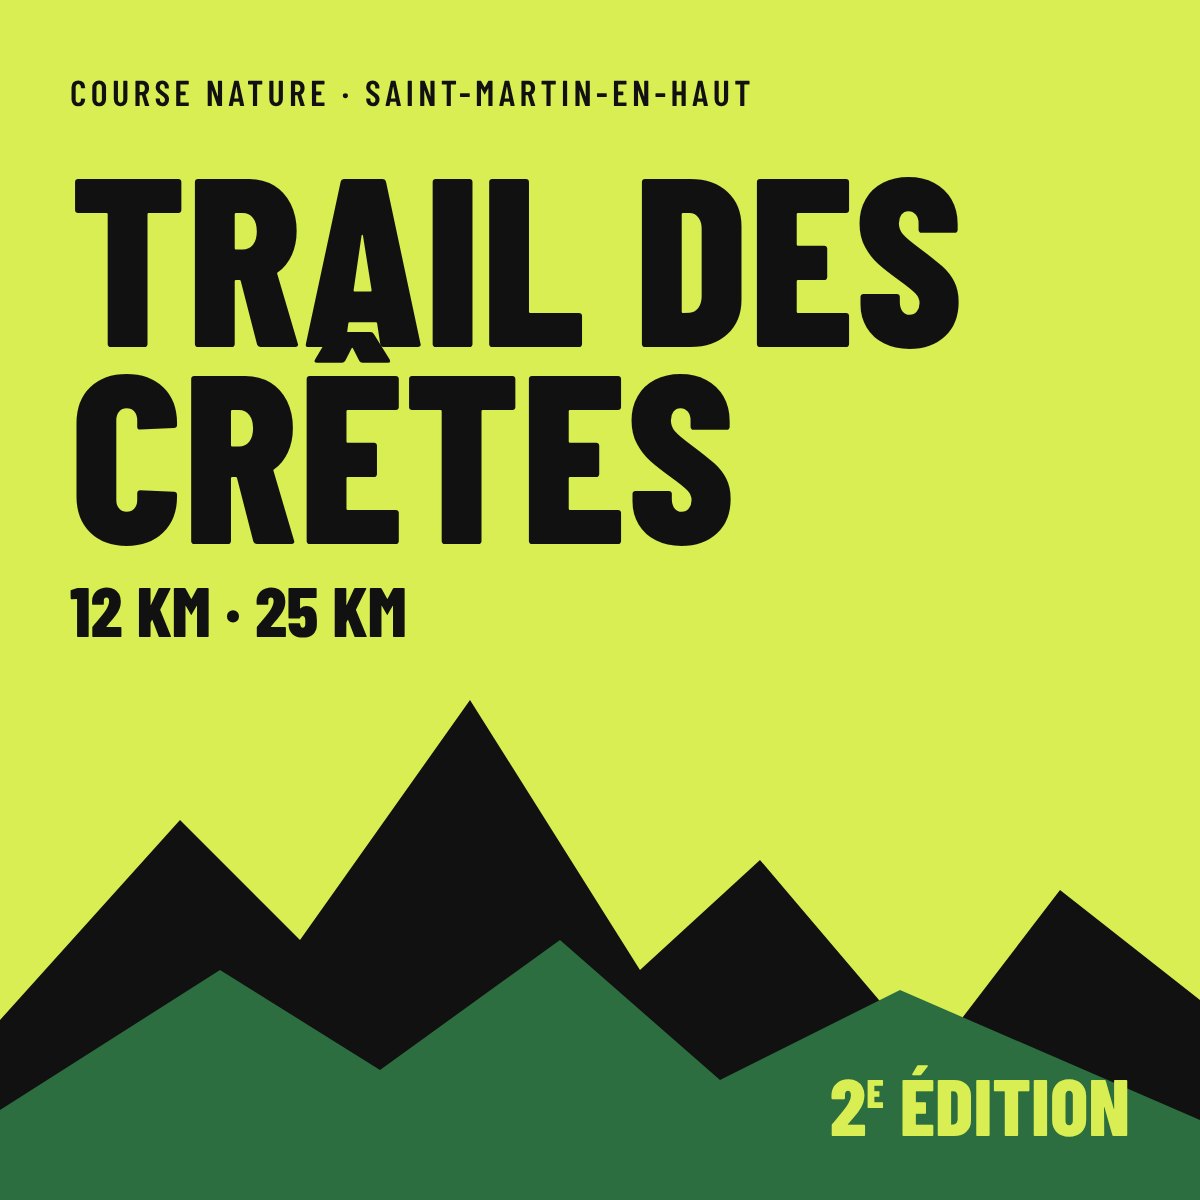 COURSE NATURE · SAINT-MARTIN-EN-HAUT
TRAIL DES
CRÊTES
12 KM · 25 KM
2E ÉDITION